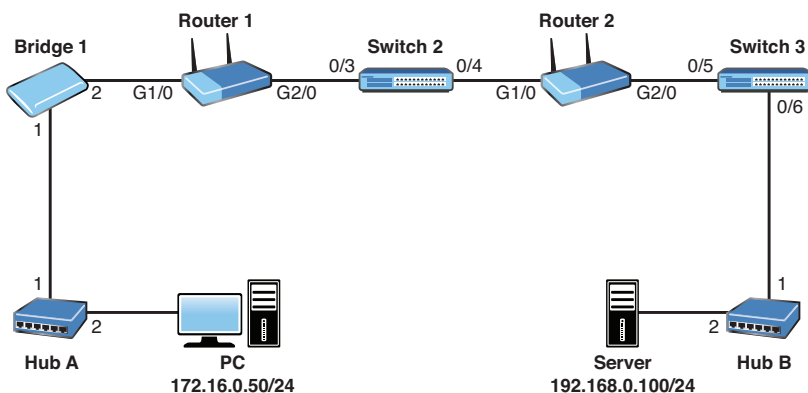 Router 1
Router 2
Bridge 1
Switch 2
Switch 3
0/3
0/4
0/5
2
G1/0
G2/0
G1/0
G2/0
0/6
1
1
1
2
2
Hub A
PC
Server
Hub B
172.16.0.50/24
192.168.0.100/24